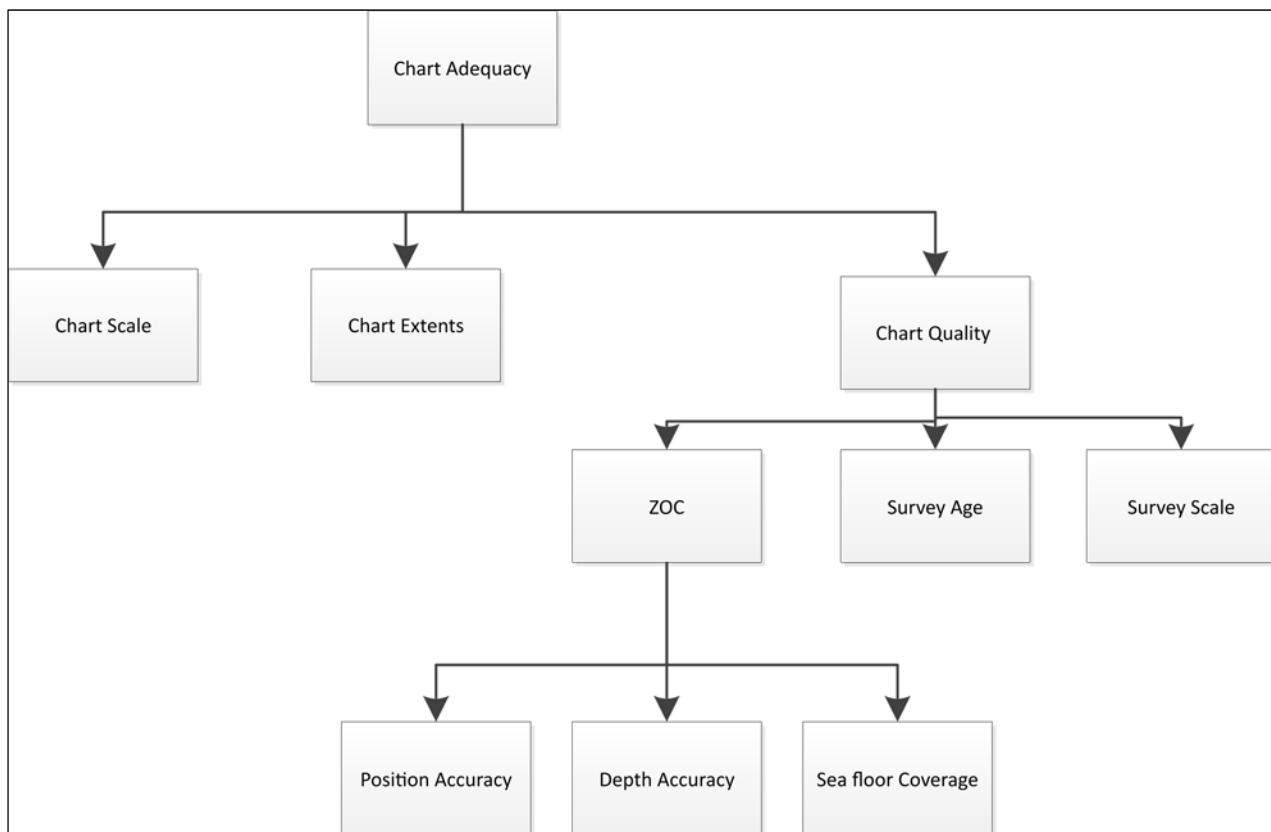 Chart Adequacy
Chart Scale
Chart Extents
Chart Quality
ZOC
Survey Age
Survey Scale
Position Accuracy
Depth Accuracy
Sea floor Coverage